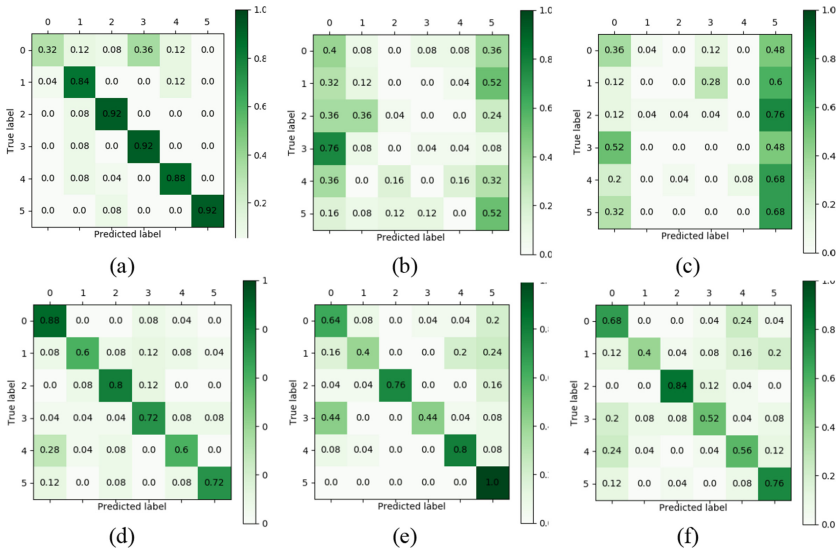 0 1 2 3 4 5
0 0.32 0.12 0.08 0.36 0.12 0.0
1 0.04 0.84 0.0 0.0 0.12 0.0
2 0.0 0.08 0.92 0.0 0.0 0.0
3 0.0 0.08 0.0 0.92 0.0 0.0
4 0.0 0.08 0.04 0.0 0.88 0.0
5 0.0 0.0 0.08 0.0 0.0 0.92
True label
Predicted label
0.8
0.6
0.4
0.2
(a)
0 1 2 3 4 5
0 0.4 0.08 0.0 0.08 0.08 0.36
1 0.32 0.12 0.0 0.0 0.04 0.52
2 0.36 0.36 0.04 0.0 0.0 0.24
3 0.76 0.08 0.0 0.04 0.04 0.08
4 0.36 0.0 0.16 0.0 0.16 0.32
5 0.16 0.08 0.12 0.12 0.0 0.52
True label
Predicted label
0.8
0.6
0.4
0.2
(b)
0 1 2 3 4 5
0 0.36 0.04 0.0 0.12 0.0 0.48
1 0.12 0.0 0.0 0.28 0.0 0.6
2 0.12 0.04 0.04 0.04 0.0 0.76
3 0.52 0.0 0.0 0.0 0.0 0.48
4 0.2 0.0 0.04 0.0 0.08 0.68
5 0.32 0.0 0.0 0.0 0.0 0.68
True label
Predicted label
1.0
0.8
0.6
0.4
0.2
0.0
(c)
0 1 2 3 4 5
0 0.88 0.0 0.0 0.08 0.04 0.0
1 0.08 0.6 0.08 0.12 0.08 0.04
2 0.0 0.08 0.8 0.12 0.0 0.0
3 0.04 0.04 0.04 0.72 0.08 0.08
4 0.28 0.04 0.08 0.0 0.6 0.0
5 0.12 0.0 0.08 0.0 0.08 0.72
True label
Predicted label
(d)
0 1 2 3 4 5
0 0.64 0.08 0.0 0.04 0.04 0.2
1 0.16 0.4 0.0 0.0 0.2 0.24
2 0.04 0.04 0.76 0.0 0.0 0.16
3 0.44 0.0 0.0 0.44 0.04 0.08
4 0.08 0.04 0.0 0.0 0.8 0.08
5 0.0 0.0 0.0 0.0 0.0 1.0
True label
Predicted label
(e)
0 1 2 3 4 5
0 0.68 0.0 0.0 0.04 0.24 0.04
1 0.12 0.4 0.04 0.08 0.16 0.2
2 0.0 0.0 0.84 0.12 0.04 0.0
3 0.2 0.08 0.08 0.52 0.04 0.08
4 0.24 0.04 0.0 0.04 0.56 0.12
5 0.12 0.0 0.04 0.0 0.08 0.76
True label
Predicted label
1.0
0.8
0.6
0.4
0.2
0.0
(f)